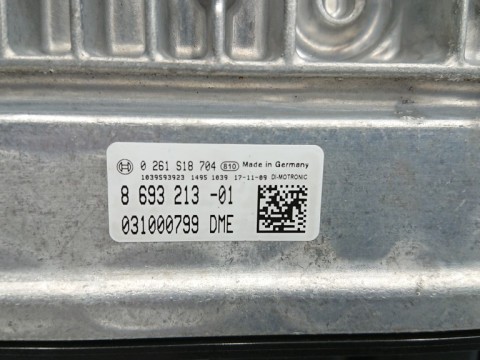 0 261 S18 704 810 Made in Germany
1039S93923 1495 1039 17-11-09 DI-MOTRONIC
8 693 213 -01
031000799 DME